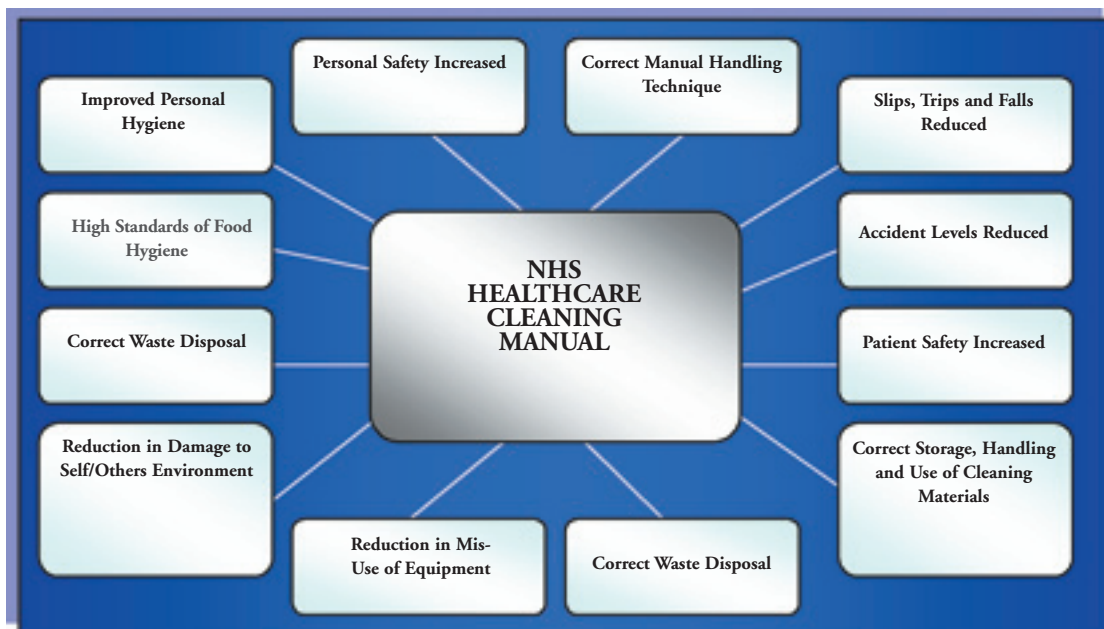 Personal Safety Increased
Correct Manual Handling
Technique
Improved Personal
Hygiene
Slips, Trips and Falls
Reduced
High Standards of Food
Hygiene
Accident Levels Reduced
NHS
HEALTHCARE
CLEANING
MANUAL
Correct Waste Disposal
Patient Safety Increased
Reduction in Damage to
Self/Others Environment
Correct Storage, Handling
and Use of Cleaning
Materials
Reduction in Mis-
Use of Equipment
Correct Waste Disposal